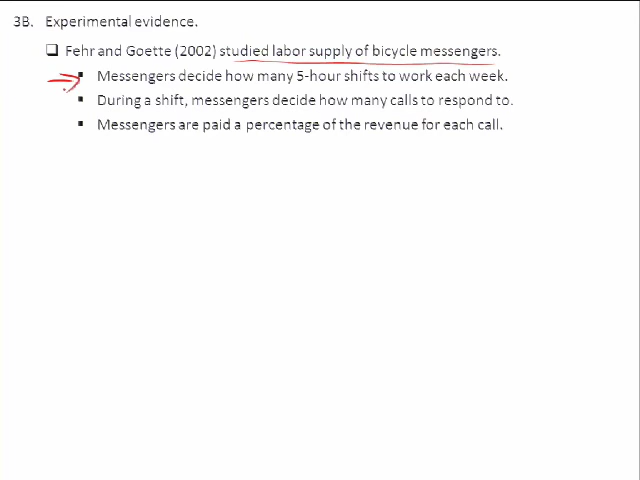 3B. Experimental evidence.
❑ Fehr and Goette (2002) studied labor supply of bicycle messengers.
▪ Messengers decide how many 5-hour shifts to work each week.
▪ During a shift, messengers decide how many calls to respond to.
▪ Messengers are paid a percentage of the revenue for each call.